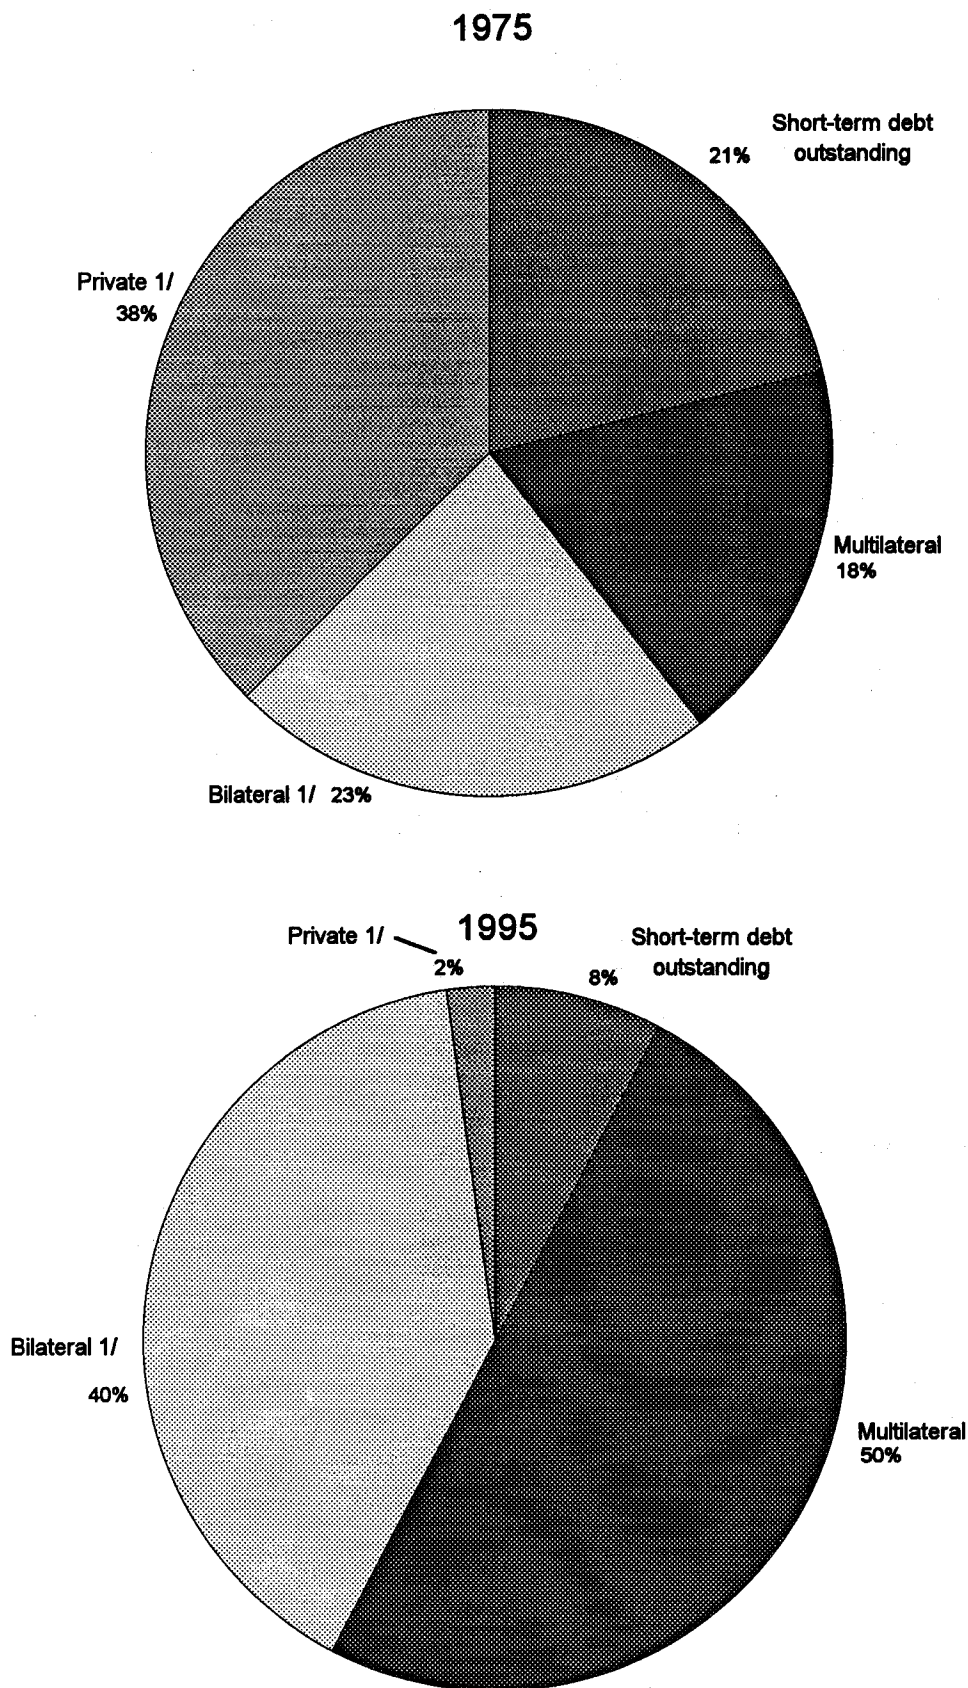 1975
Short-term debt
outstanding
21%
Private 1/
38%
Multilateral
18%
Bilateral 1/ 23%
1995
Private 1/
2%
Short-term debt
outstanding
8%
Bilateral 1/
40%
Multilateral
50%